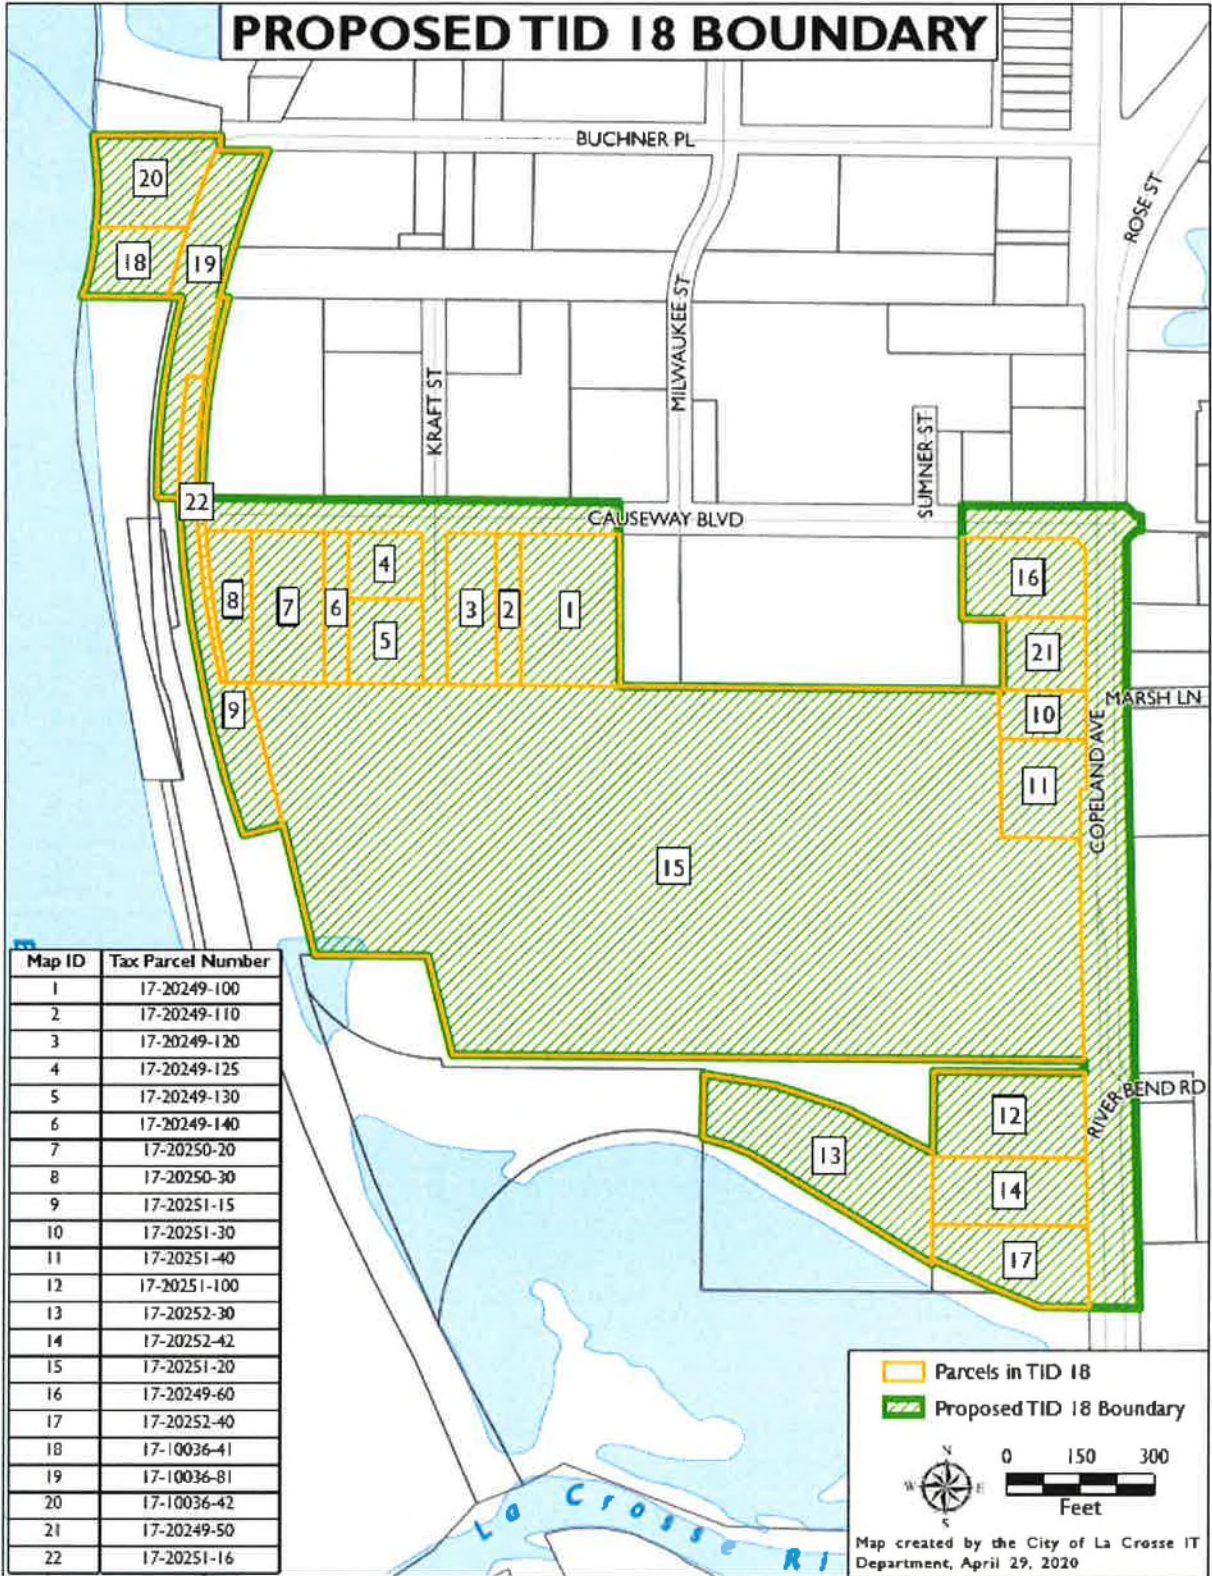 PROPOSED TID 18 BOUNDARY
BUCHNER PL
ROSE ST
20
18
19
MILWAUKEE ST
KRAFT ST
SUMNER ST
22
CAUSEWAY BLVD
4
16
8
7
6
3
2
1
5
21
9
MARSH LN
10
COPELAND AVE
11
15
Map ID Tax Parcel Number
1 17-20249-100
2 17-20249-110
3 17-20249-120
4 17-20249-125
5 17-20249-130
6 17-20249-140
7 17-20250-20
8 17-20250-30
9 17-20251-15
10 17-20251-30
11 17-20251-40
12 17-20251-100
13 17-20252-30
14 17-20252-42
15 17-20251-20
16 17-20249-60
17 17-20252-40
18 17-10036-41
19 17-10036-81
20 17-10036-42
21 17-20249-50
22 17-20251-16
12
RIVER BEND RD
13
14
17
Parcels in TID 18
Proposed TID 18 Boundary
N
W E
S
0 150 300
Feet
La Crosse Ri
Map created by the City of La Crosse IT
Department, April 29, 2020